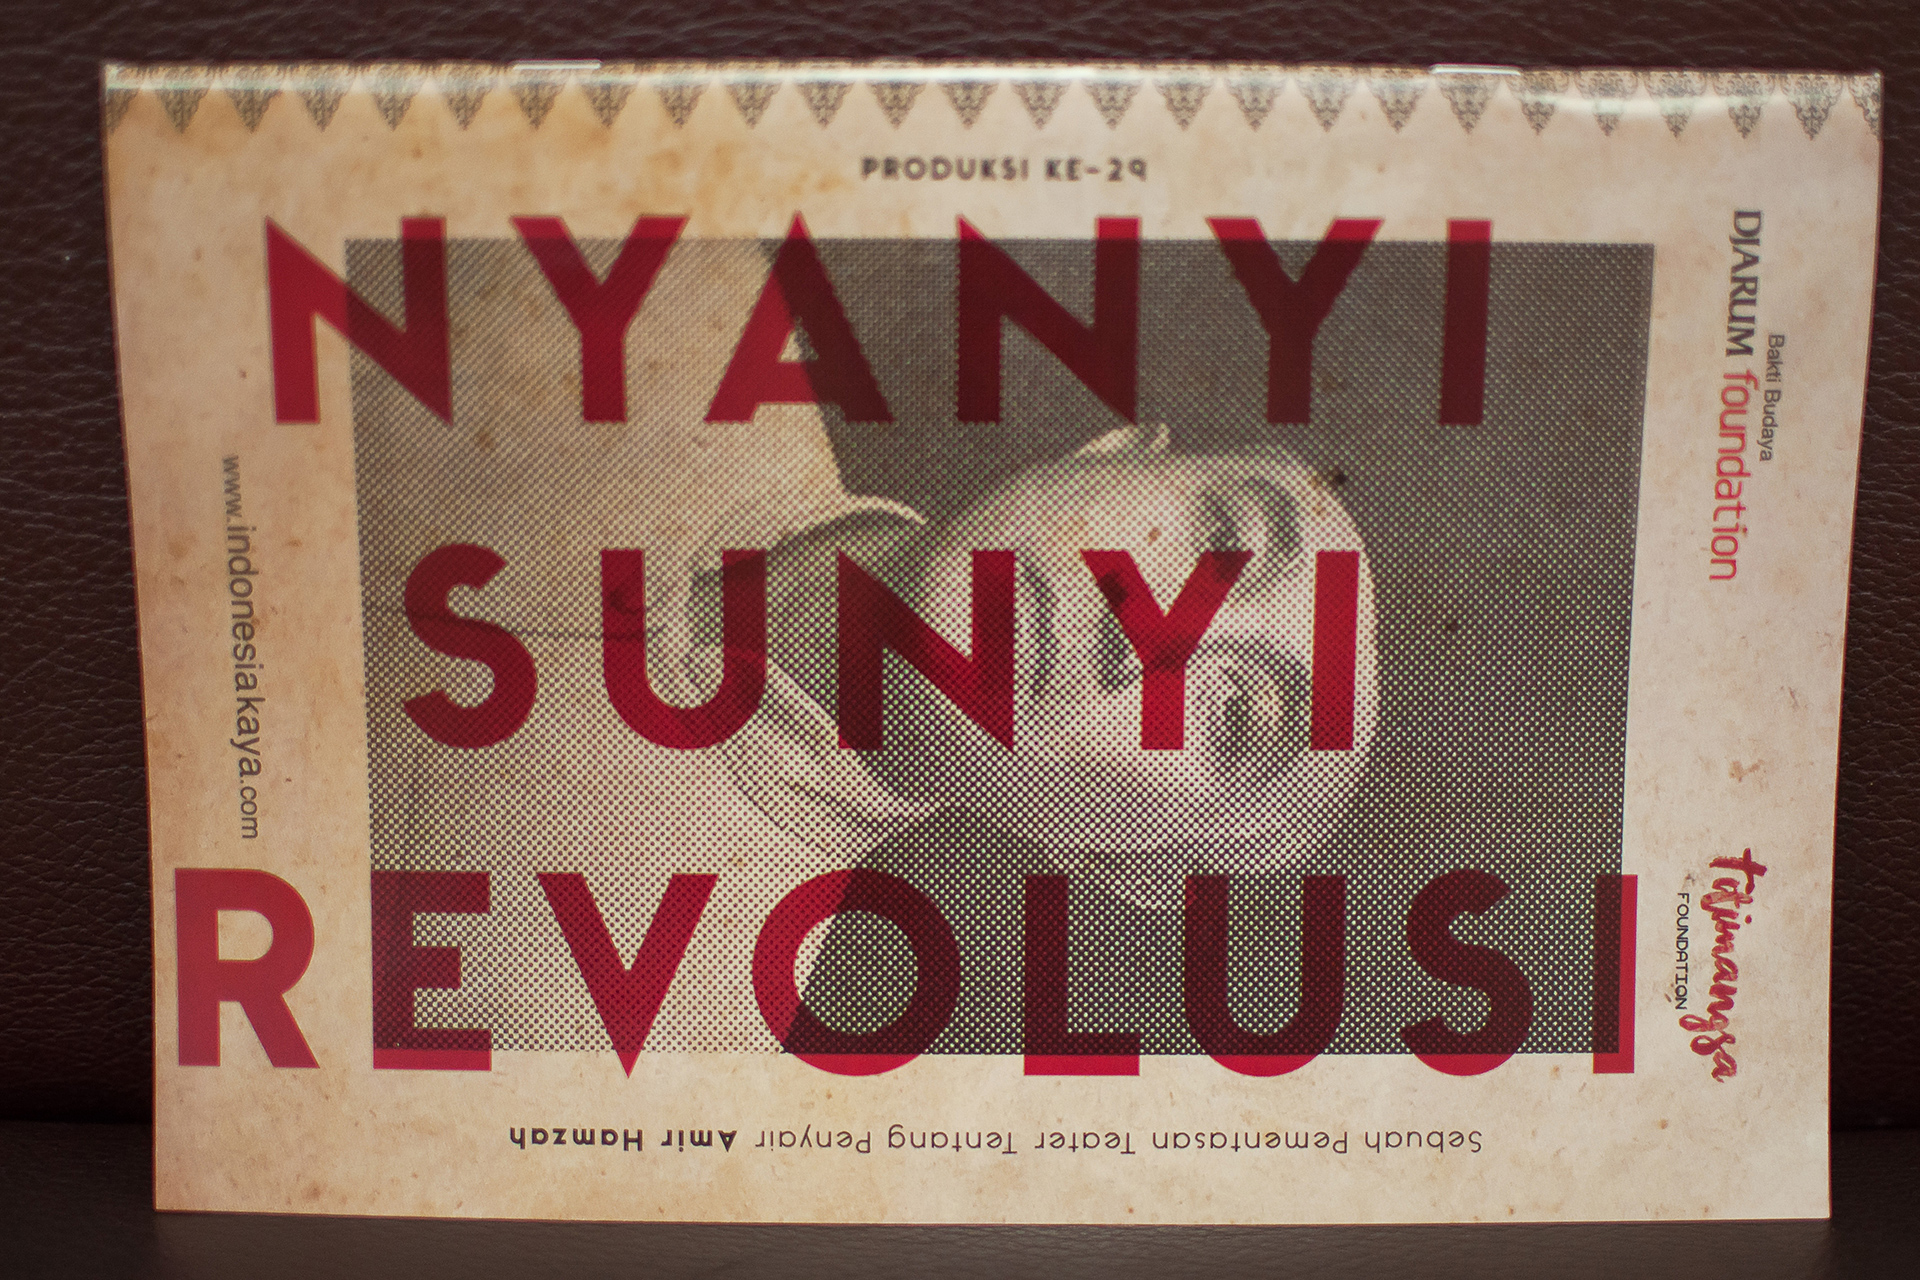 PRODUKSI KE-29
NYANYI
SUNYI
REVOLUSI
Sebuah Pementasan Teater Tentang Penyair Amir Hamzah
www.indonesiakaya.com
Bakti Budaya
DJARUM foundation
titimangsa
FOUNDATION